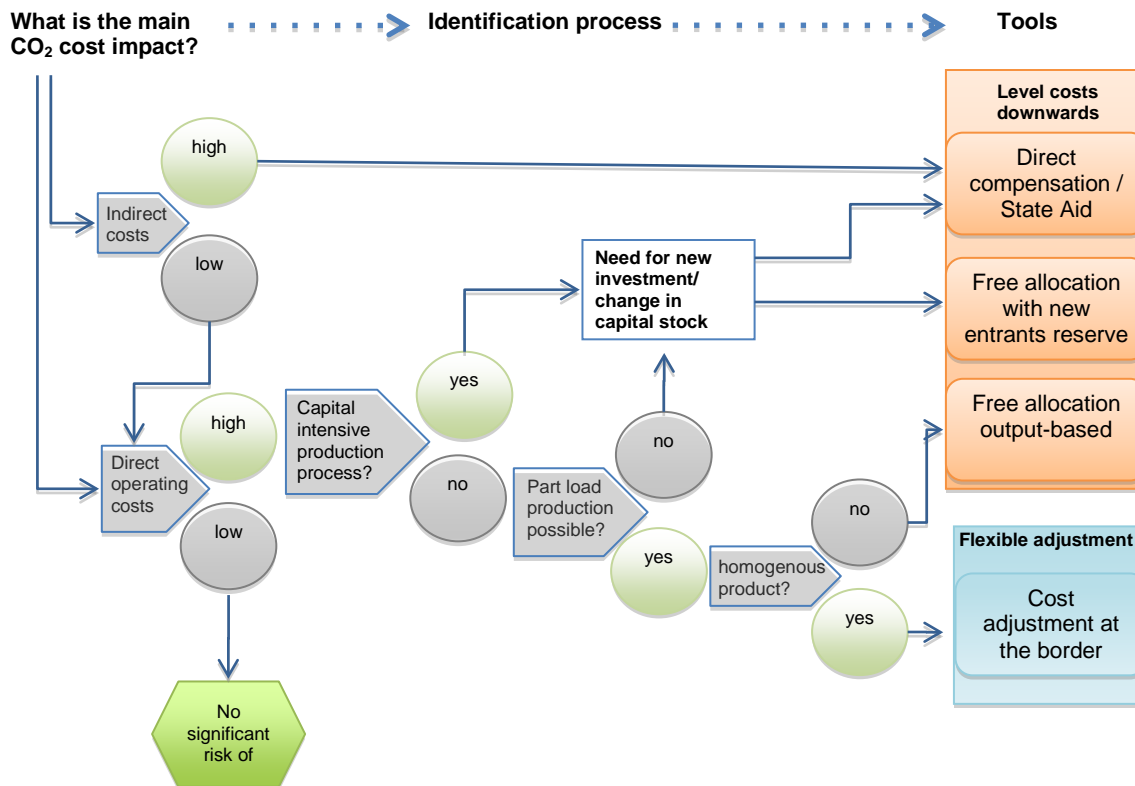 What is the main
CO₂ cost impact?
Identification process
Tools
Level costs
downwards
high
Direct
compensation /
State Aid
Indirect
costs
low
Need for new
investment/
change in
capital stock
Free allocation
with new
entrants reserve
yes
high
Capital
intensive
production
process?
Free allocation
output-based
no
Direct
operating
costs
no
Part load
production
possible?
low
no
yes
homogenous
product?
Flexible adjustment
yes
Cost
adjustment at
the border
No
significant
risk of